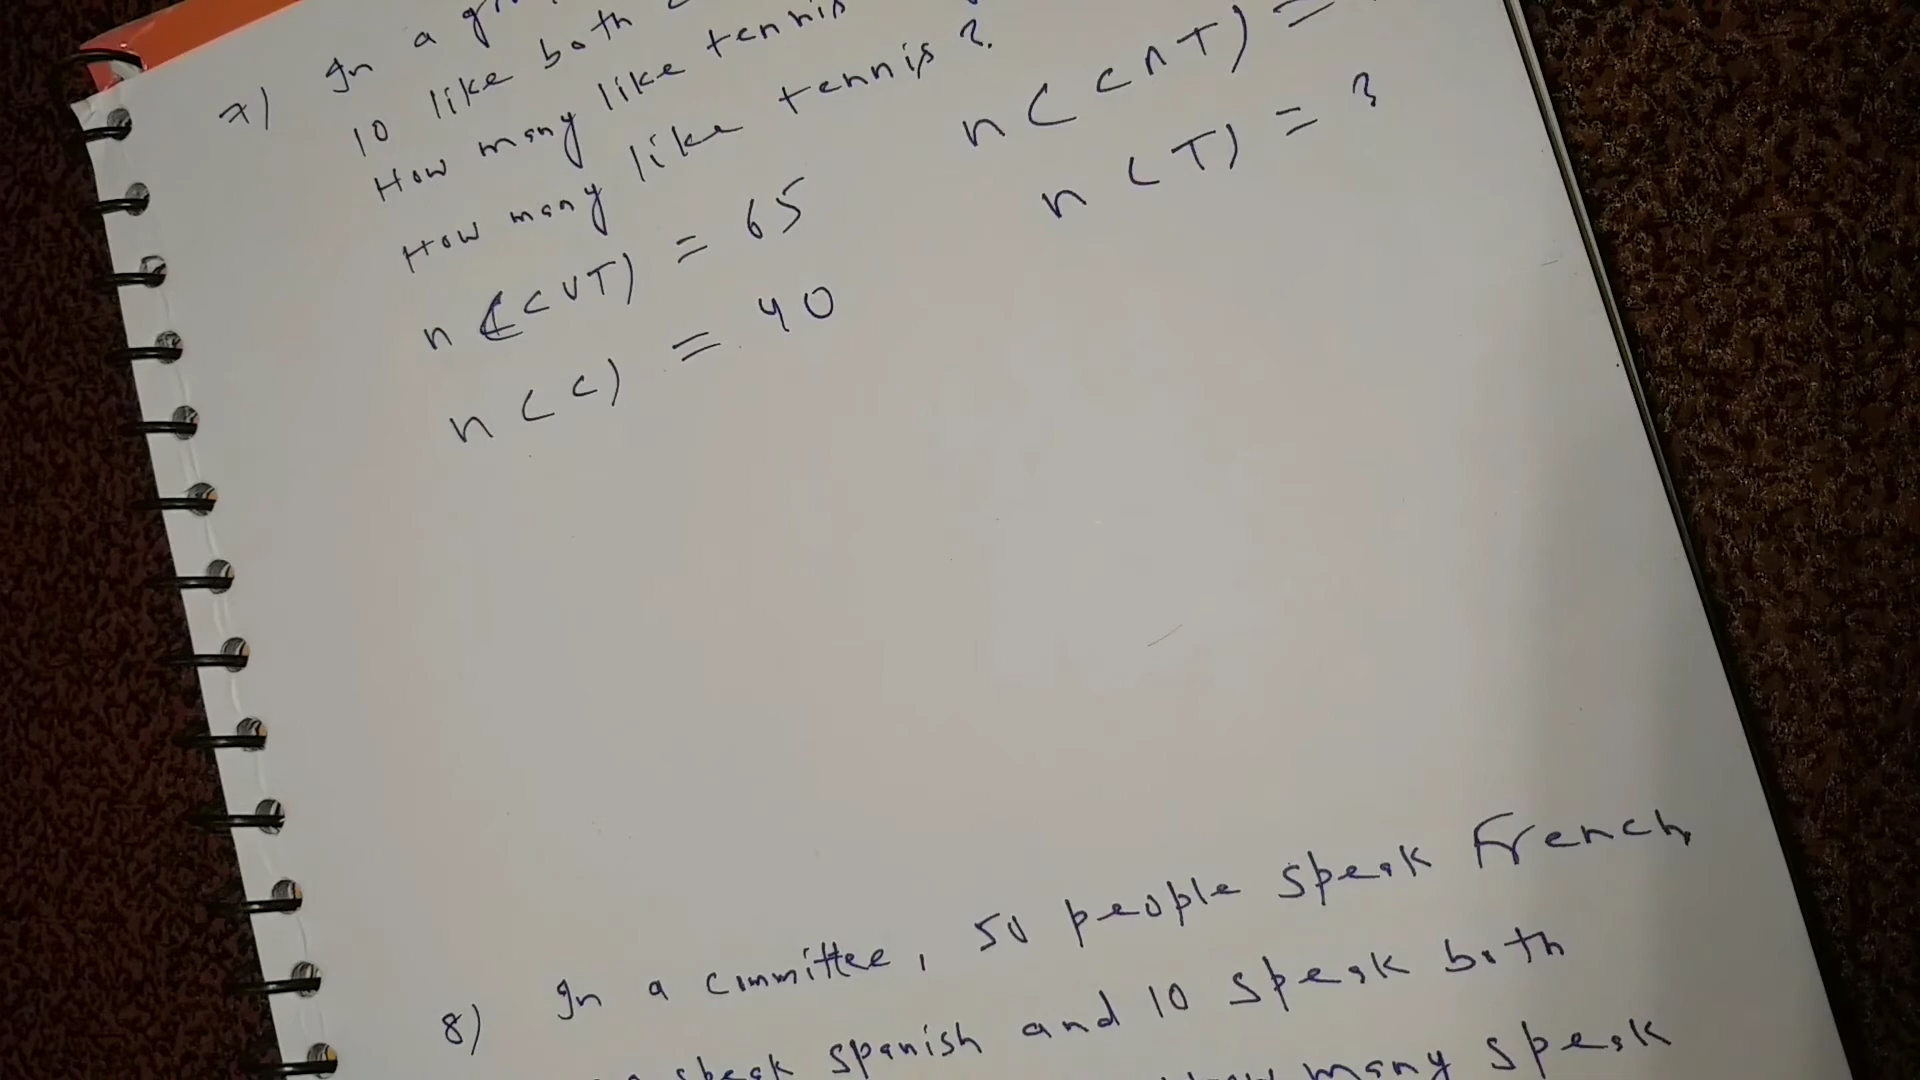 7) In a
10 like both
How many like tennis
How many like tennis?
n(C∪T) = 65
n(C) = 40
n(C∩T) =
n(T) = ?
8) In a committee, 50 people speak French,
speak spanish and 10 speak both
many speak